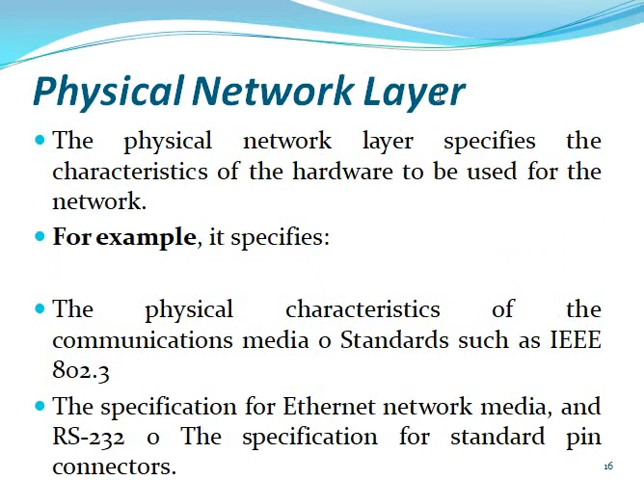 Physical Network Layer
The physical network layer specifies the
characteristics of the hardware to be used for the
network.
For example, it specifies:
The physical characteristics of the
communications media o Standards such as IEEE
802.3
The specification for Ethernet network media, and
RS-232 o The specification for standard pin
connectors.
16